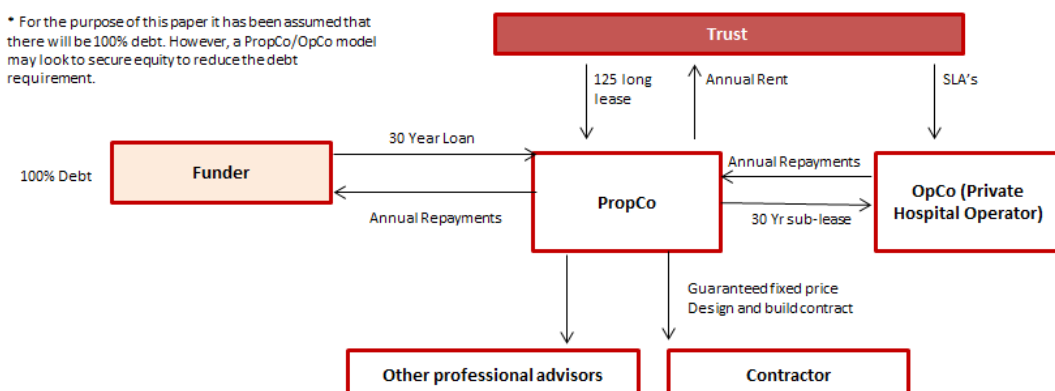 * For the purpose of this paper it has been assumed that
there will be 100% debt. However, a PropCo/OpCo model
may look to secure equity to reduce the debt
requirement.
Trust
125 long
lease
Annual Rent
SLA's
30 Year Loan
100% Debt
Funder
Annual Repayments
PropCo
Annual Repayments
30 Yr sub-lease
OpCo (Private
Hospital Operator)
Guaranteed fixed price
Design and build contract
Other professional advisors
Contractor